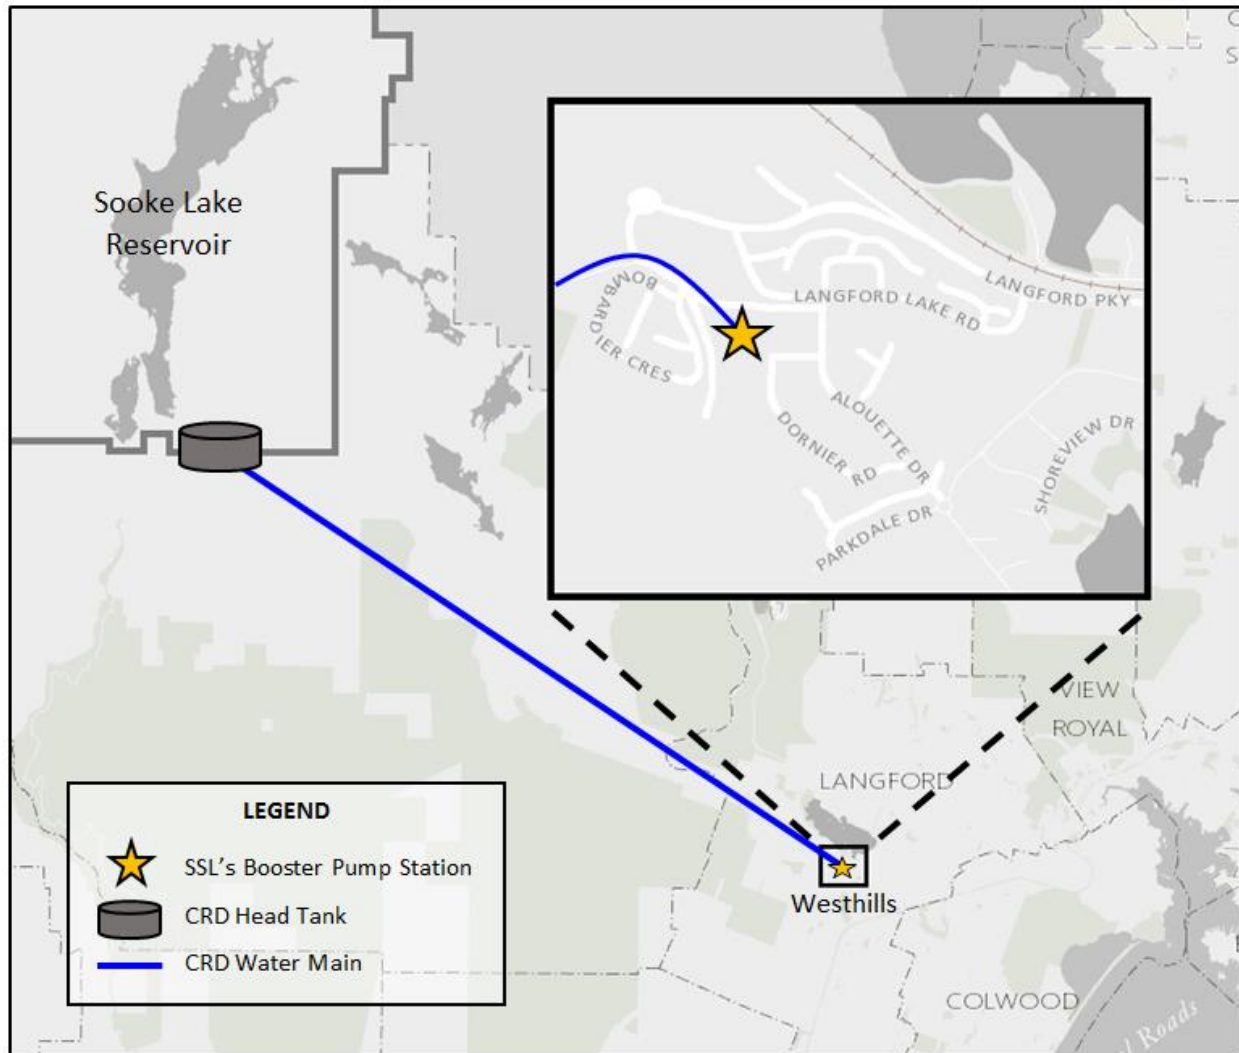 Sooke Lake
Reservoir
LANGFORD PKY
LANGFORD LAKE RD
BOMBARDIER CRES
ALOUETTE DR
DORNIER RD
SHOREVIEW DR
PARKDALE DR
VIEW
ROYAL
LANGFORD
Westhills
COLWOOD
Roads
LEGEND
SSL's Booster Pump Station
CRD Head Tank
CRD Water Main